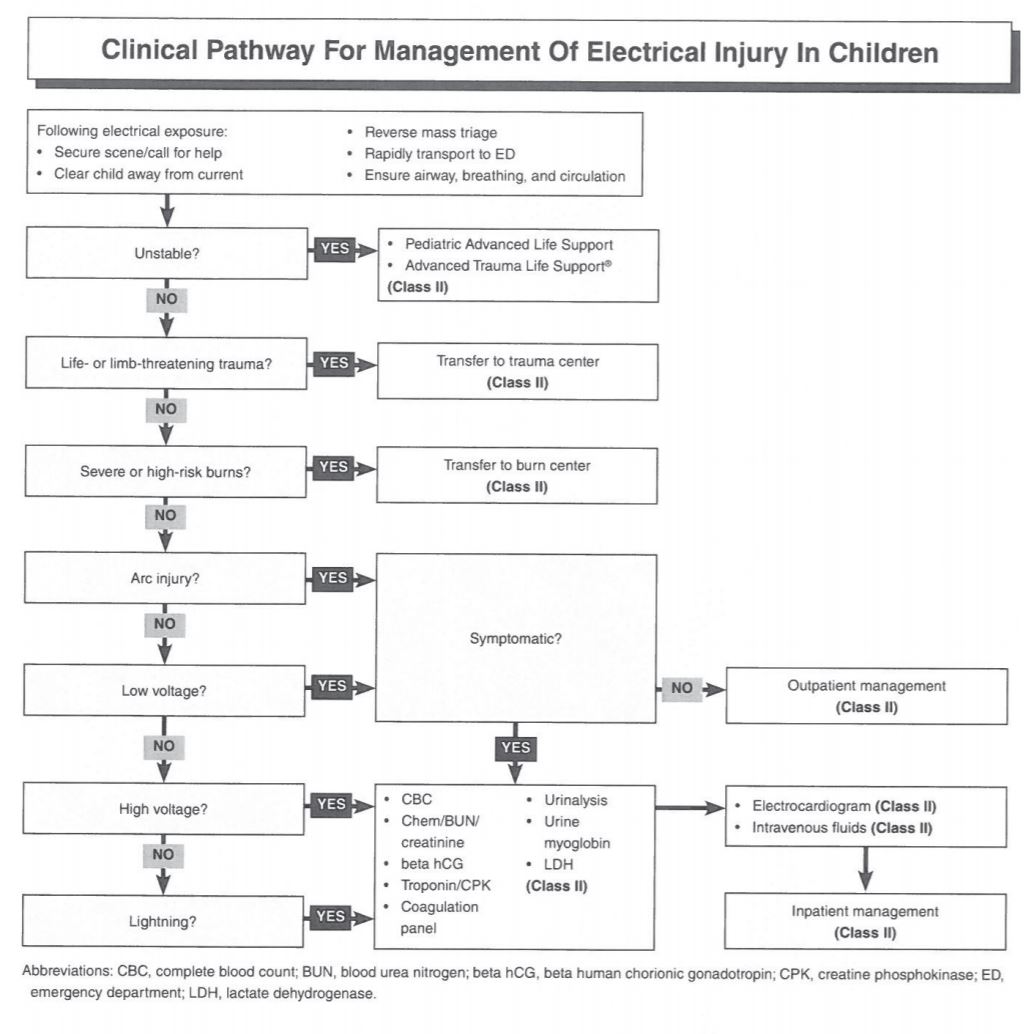 Clinical Pathway For Management Of Electrical Injury In Children
Following electrical exposure:
• Secure scene/call for help
• Clear child away from current
• Reverse mass triage
• Rapidly transport to ED
• Ensure airway, breathing, and circulation
Unstable?
YES
• Pediatric Advanced Life Support
• Advanced Trauma Life Support®
(Class II)
NO
Life- or limb-threatening trauma?
YES
Transfer to trauma center
(Class II)
NO
Severe or high-risk burns?
YES
Transfer to burn center
(Class II)
NO
Arc injury?
YES
Symptomatic?
NO
Low voltage?
YES
NO
Outpatient management
(Class II)
NO
YES
High voltage?
YES
• CBC
• Chem/BUN/
creatinine
• beta hCG
• Troponin/CPK
• Coagulation
panel
• Urinalysis
• Urine
myoglobin
• LDH
(Class II)
• Electrocardiogram (Class II)
• Intravenous fluids (Class II)
NO
Lightning?
YES
Inpatient management
(Class II)
Abbreviations: CBC, complete blood count; BUN, blood urea nitrogen; beta hCG, beta human chorionic gonadotropin; CPK, creatine phosphokinase; ED,
emergency department; LDH, lactate dehydrogenase.